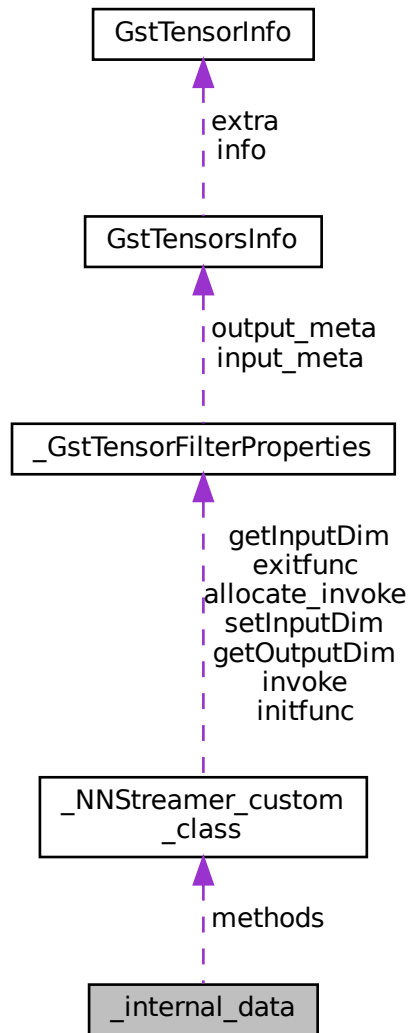 GstTensorInfo
extra
info
GstTensorsInfo
output_meta
input_meta
_GstTensorFilterProperties
getInputDim
exitfunc
allocate_invoke
setInputDim
getOutputDim
invoke
initfunc
_NNStreamer_custom
_class
methods
_internal_data